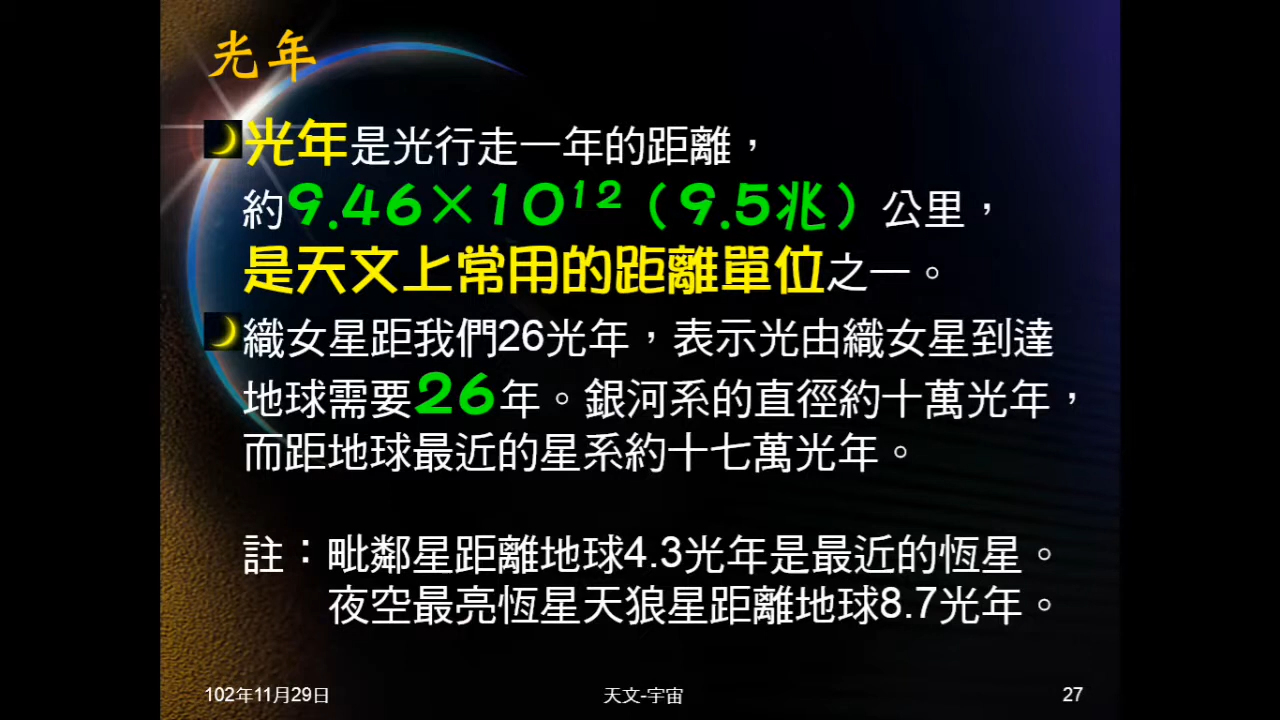 光年
光年是光行走一年的距離，
約9.46×10¹²（9.5兆）公里，
是天文上常用的距離單位之一。
織女星距我們26光年，表示光由織女星到達
地球需要26年。銀河系的直徑約十萬光年，
而距地球最近的星系約十七萬光年。
註：毗鄰星距離地球4.3光年是最近的恆星。
夜空最亮恆星天狼星距離地球8.7光年。
102年11月29日
天文-宇宙
27